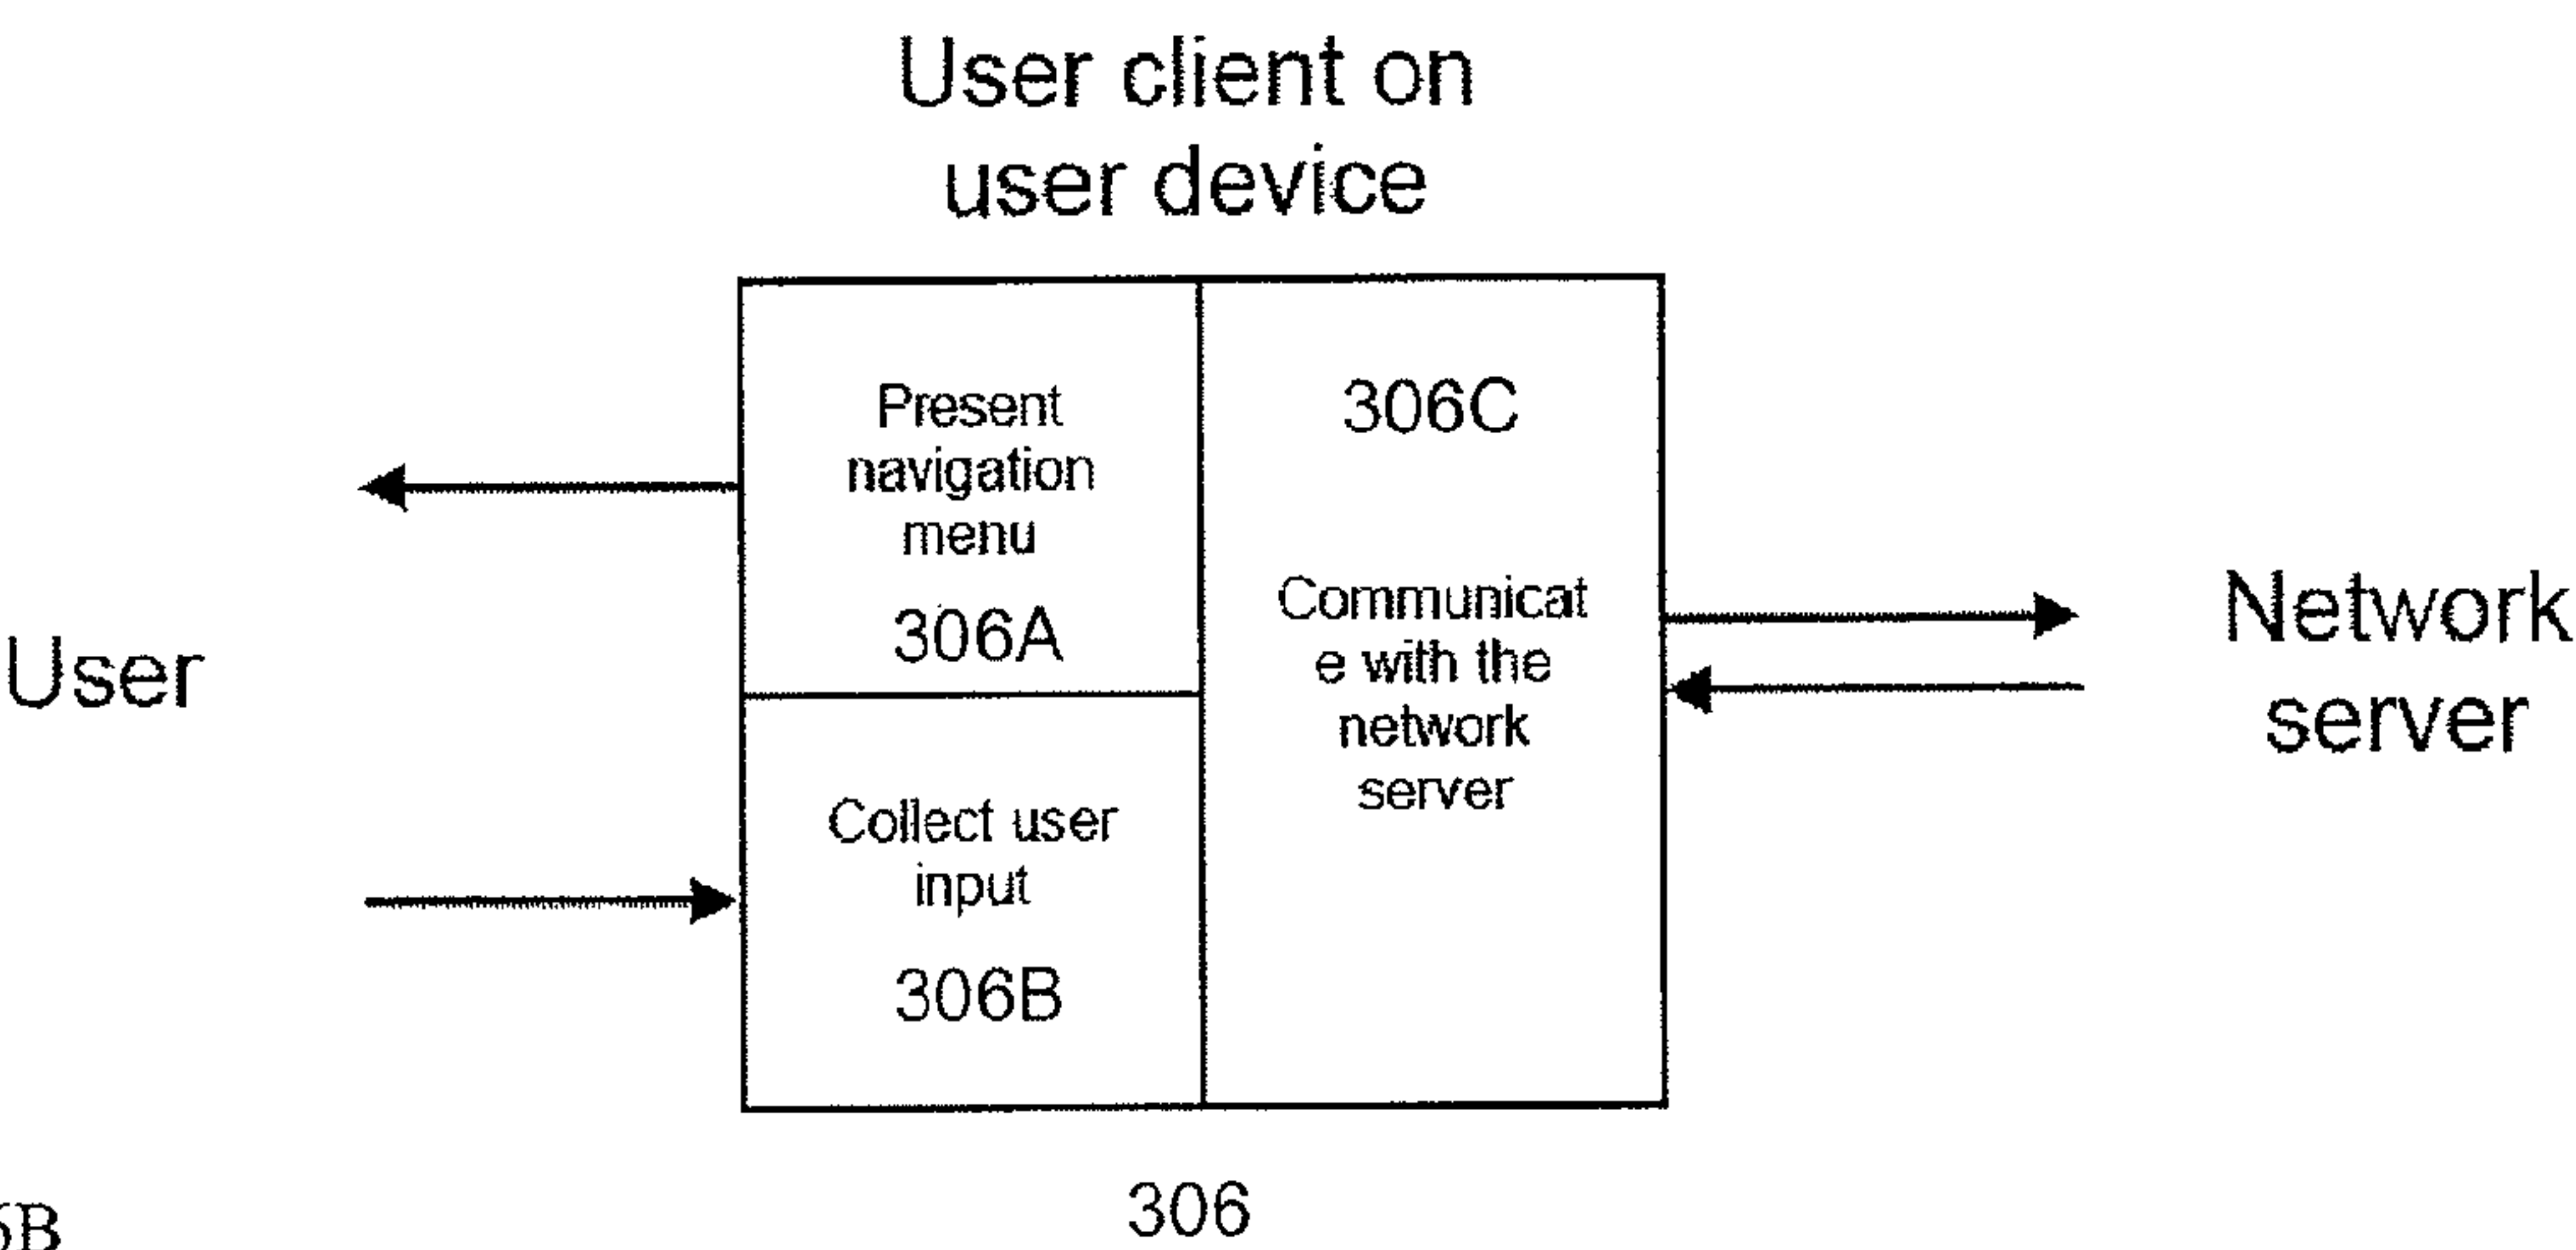 User client on
user device
Present
navigation
menu
306A
306C
Communicat
e with the
network
server
Collect user
input
306B
User
Network
server
306